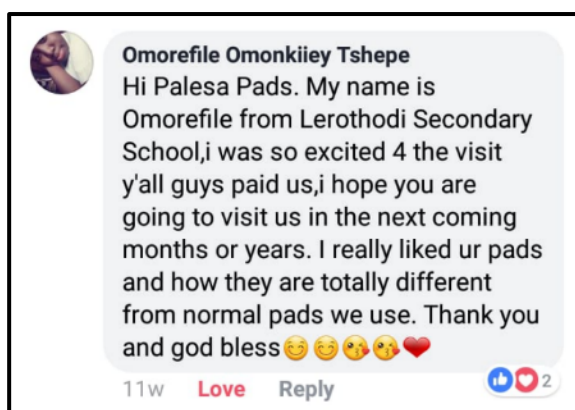 Omorefile Omonkiiey Tshepe
Hi Palesa Pads. My name is
Omorefile from Lerothodi Secondary
School,i was so excited 4 the visit
y'all guys paid us,i hope you are
going to visit us in the next coming
months or years. I really liked ur pads
and how they are totally different
from normal pads we use. Thank you
and god bless😊😊😘😘❤
11w Love Reply 2